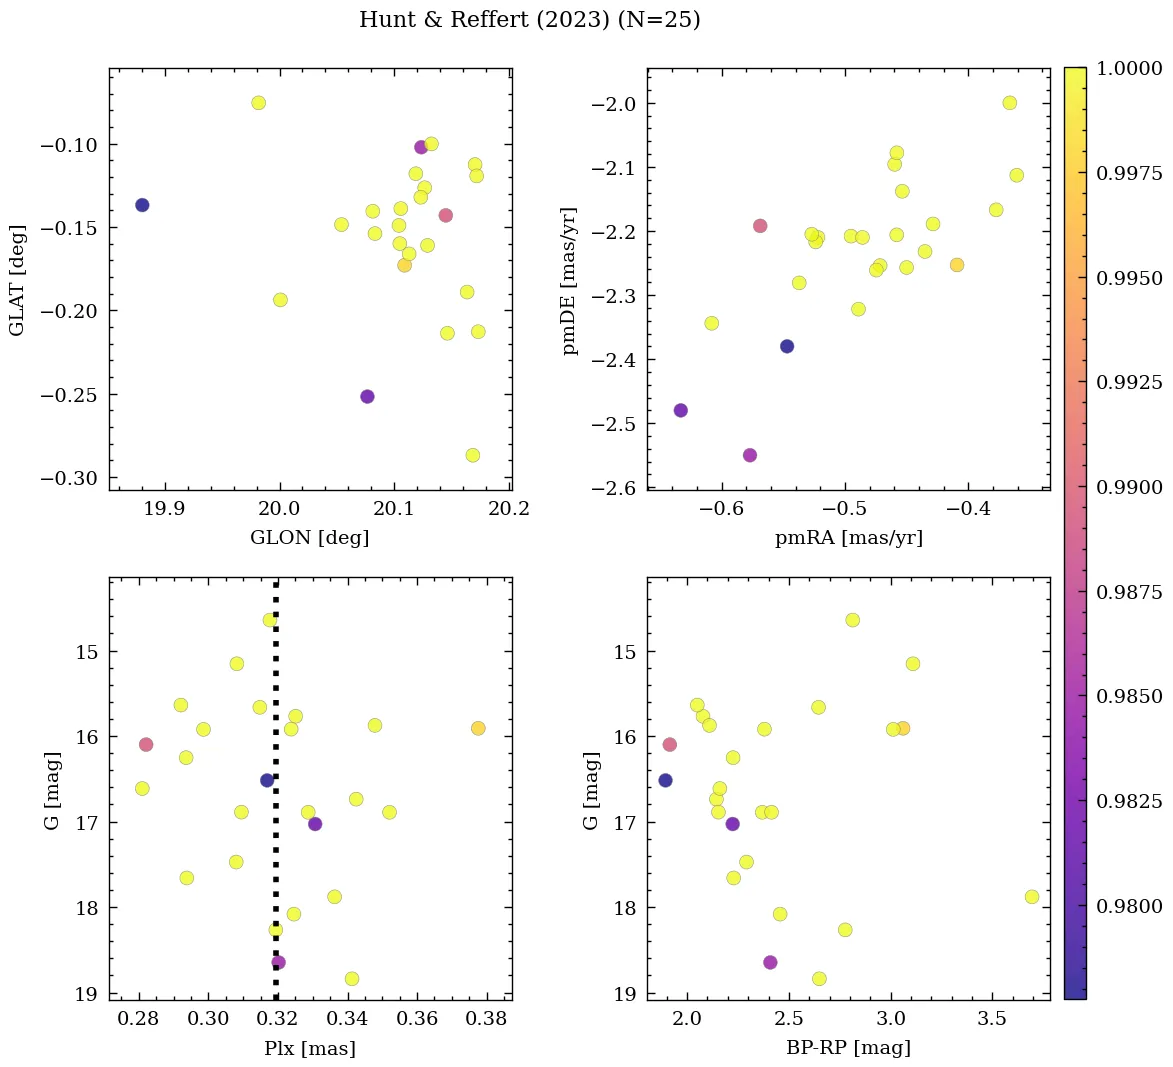 Hunt & Reffert (2023) (N=25)
GLAT [deg]
−0.10
−0.15
−0.20
−0.25
−0.30
19.9 20.0 20.1 20.2
GLON [deg]
pmDE [mas/yr]
−2.0
−2.1
−2.2
−2.3
−2.4
−2.5
−2.6
−0.6 −0.5 −0.4
pmRA [mas/yr]
G [mag]
15
16
17
18
19
0.28 0.30 0.32 0.34 0.36 0.38
Plx [mas]
G [mag]
15
16
17
18
19
2.0 2.5 3.0 3.5
BP-RP [mag]
1.0000
0.9975
0.9950
0.9925
0.9900
0.9875
0.9850
0.9825
0.9800